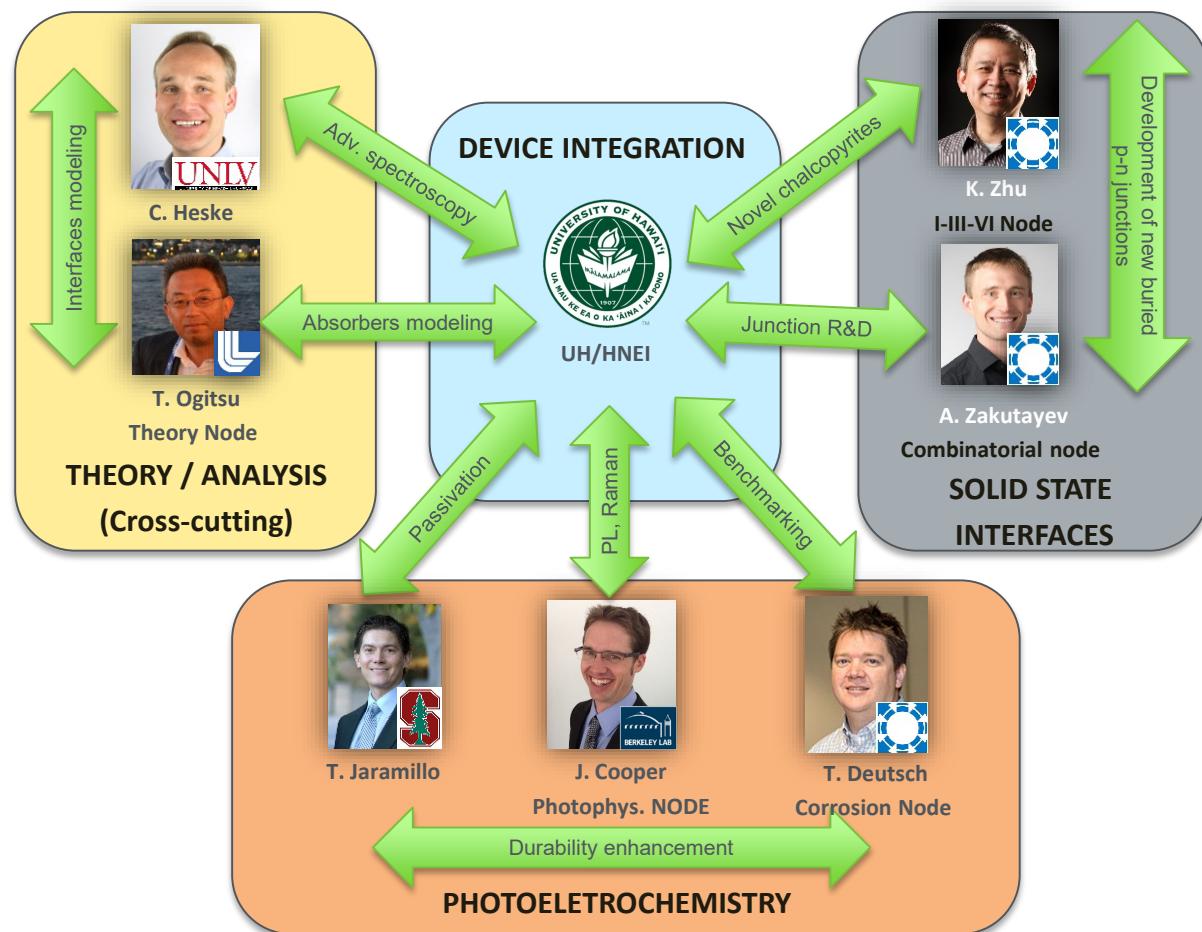 Interfaces modeling
UNLV
C. Heske
T. Ogitsu
Theory Node
THEORY / ANALYSIS
(Cross-cutting)
Adv. spectroscopy
Absorbers modeling
DEVICE INTEGRATION
UNIVERSITY OF HAWAI'I
MĀLAMALAMA
1907
UA MAU KE EA O KA ʻĀINA I KA PONO
TM
UH/HNEI
Novel chalcopyrites
Junction R&D
K. Zhu
I-III-VI Node
A. Zakutayev
Combinatorial node
SOLID STATE
INTERFACES
Development of new buried
p-n junctions
Passivation
PL, Raman
Benchmarking
S
BERKELEY LAB
T. Jaramillo
J. Cooper
Photophys. NODE
T. Deutsch
Corrosion Node
Durability enhancement
PHOTOELETROCHEMISTRY